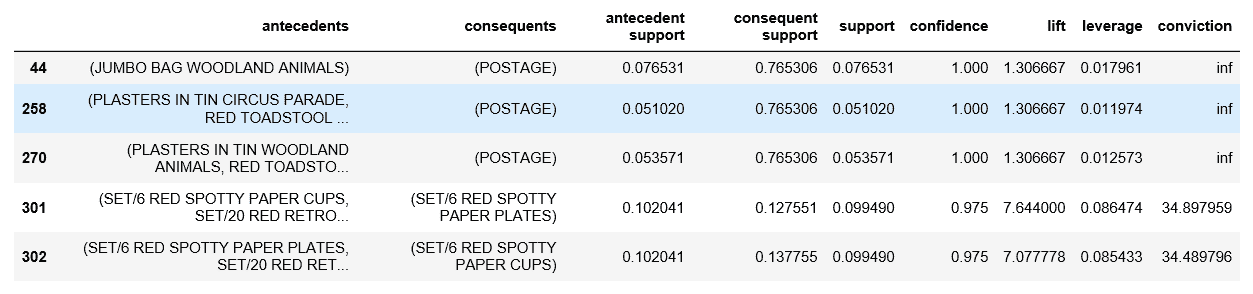 antecedents consequents antecedent support consequent support support confidence lift leverage conviction
44 (JUMBO BAG WOODLAND ANIMALS) (POSTAGE) 0.076531 0.765306 0.076531 1.000 1.306667 0.017961 inf
258 (PLASTERS IN TIN CIRCUS PARADE, RED TOADSTOOL ... (POSTAGE) 0.051020 0.765306 0.051020 1.000 1.306667 0.011974 inf
270 (PLASTERS IN TIN WOODLAND ANIMALS, RED TOADSTO... (POSTAGE) 0.053571 0.765306 0.053571 1.000 1.306667 0.012573 inf
301 (SET/6 RED SPOTTY PAPER CUPS, SET/20 RED RETRO... (SET/6 RED SPOTTY PAPER PLATES) 0.102041 0.127551 0.099490 0.975 7.644000 0.086474 34.897959
302 (SET/6 RED SPOTTY PAPER PLATES, SET/20 RED RET... (SET/6 RED SPOTTY PAPER CUPS) 0.102041 0.137755 0.099490 0.975 7.077778 0.085433 34.489796